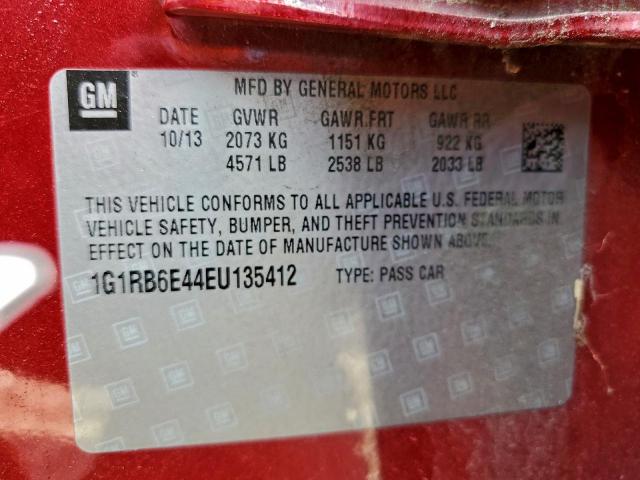 GM
MFD BY GENERAL MOTORS LLC
DATE GVWR GAWR.FRT GAWR.RR
10/13 2073 KG 1151 KG 922 KG
4571 LB 2538 LB 2033 LB
THIS VEHICLE CONFORMS TO ALL APPLICABLE U.S. FEDERAL MOTOR
VEHICLE SAFETY, BUMPER, AND THEFT PREVENTION STANDARDS IN
EFFECT ON THE DATE OF MANUFACTURE SHOWN ABOVE.
1G1RB6E44EU135412 TYPE: PASS CAR